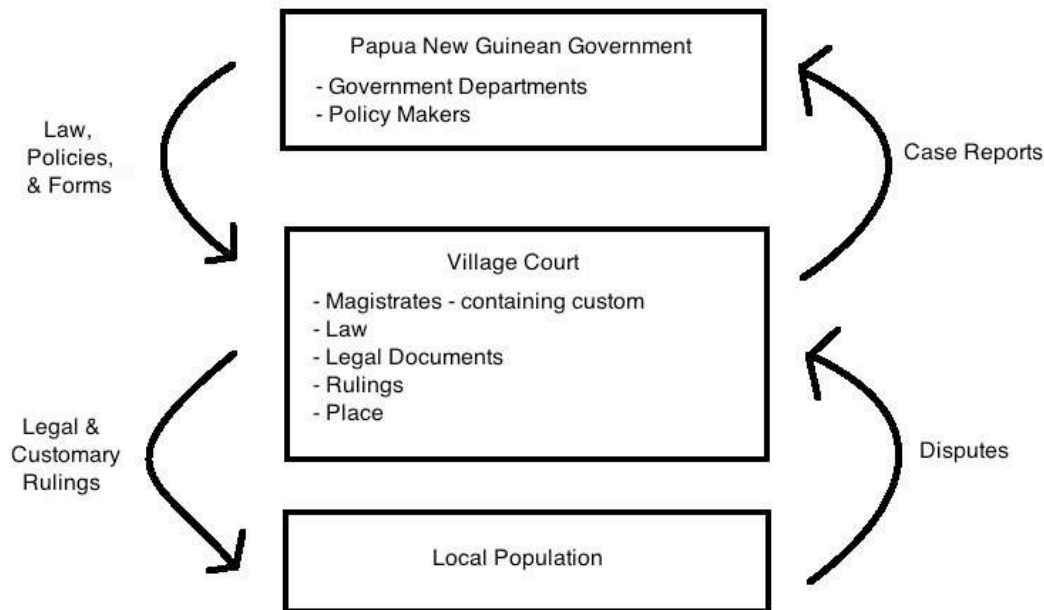 Papua New Guinean Government
- Government Departments
- Policy Makers
Law,
Policies,
& Forms
Case Reports
Village Court
- Magistrates - containing custom
- Law
- Legal Documents
- Rulings
- Place
Legal &
Customary
Rulings
Disputes
Local Population